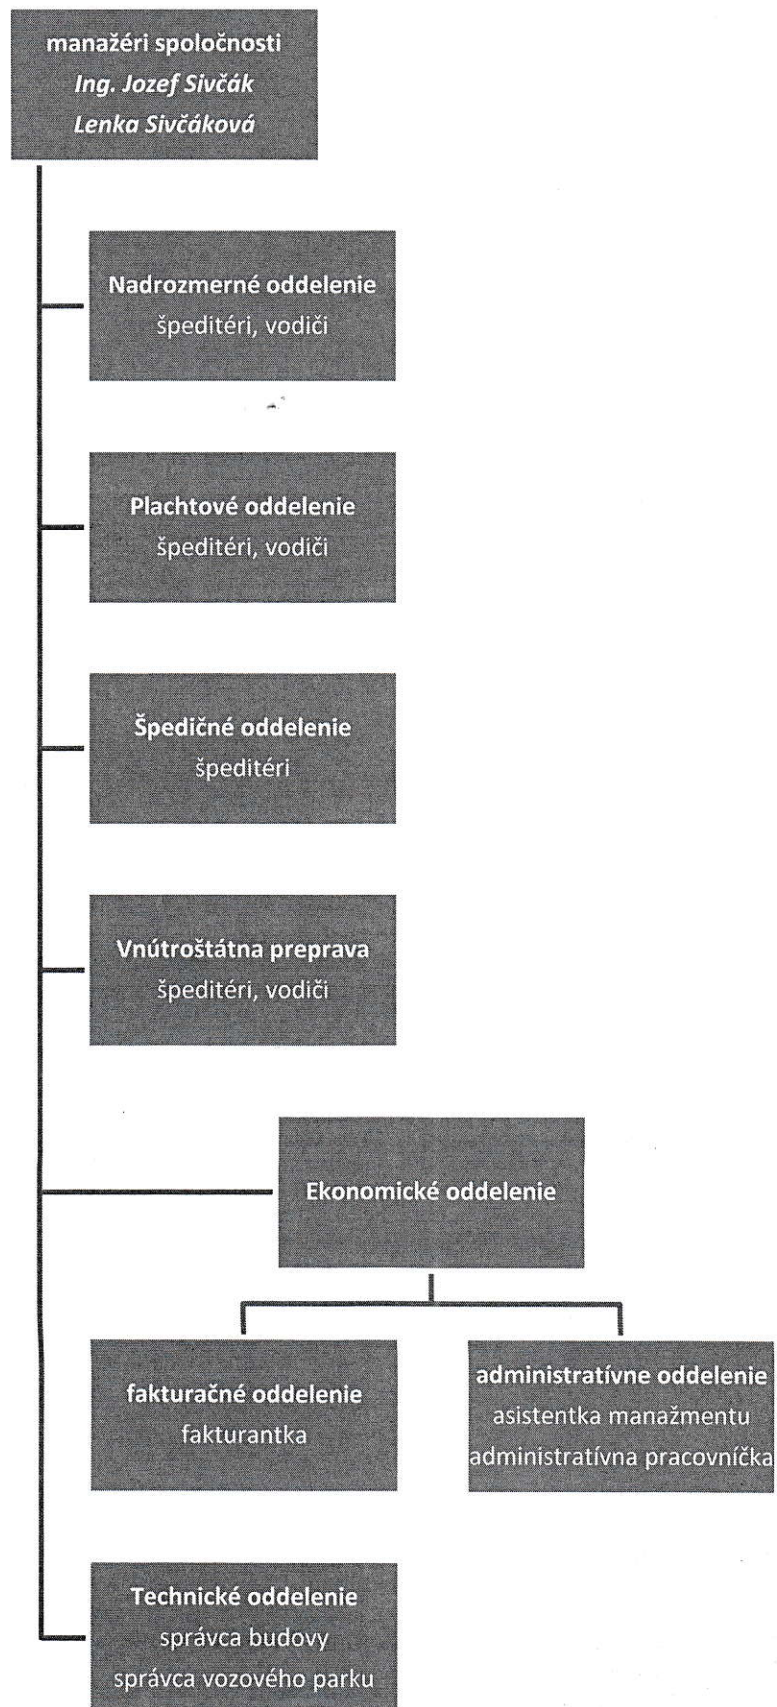 manažéri spoločnosti
Ing. Jozef Sivčák
Lenka Sivčáková
Nadrozmerné oddelenie
špeditéri, vodiči
Plachtové oddelenie
špeditéri, vodiči
Špedičné oddelenie
špeditéri
Vnútroštátna preprava
špeditéri, vodiči
Ekonomické oddelenie
fakturačné oddelenie
fakturantka
administratívne oddelenie
asistentka manažmentu
administratívna pracovníčka
Technické oddelenie
správca budovy
správca vozového parku